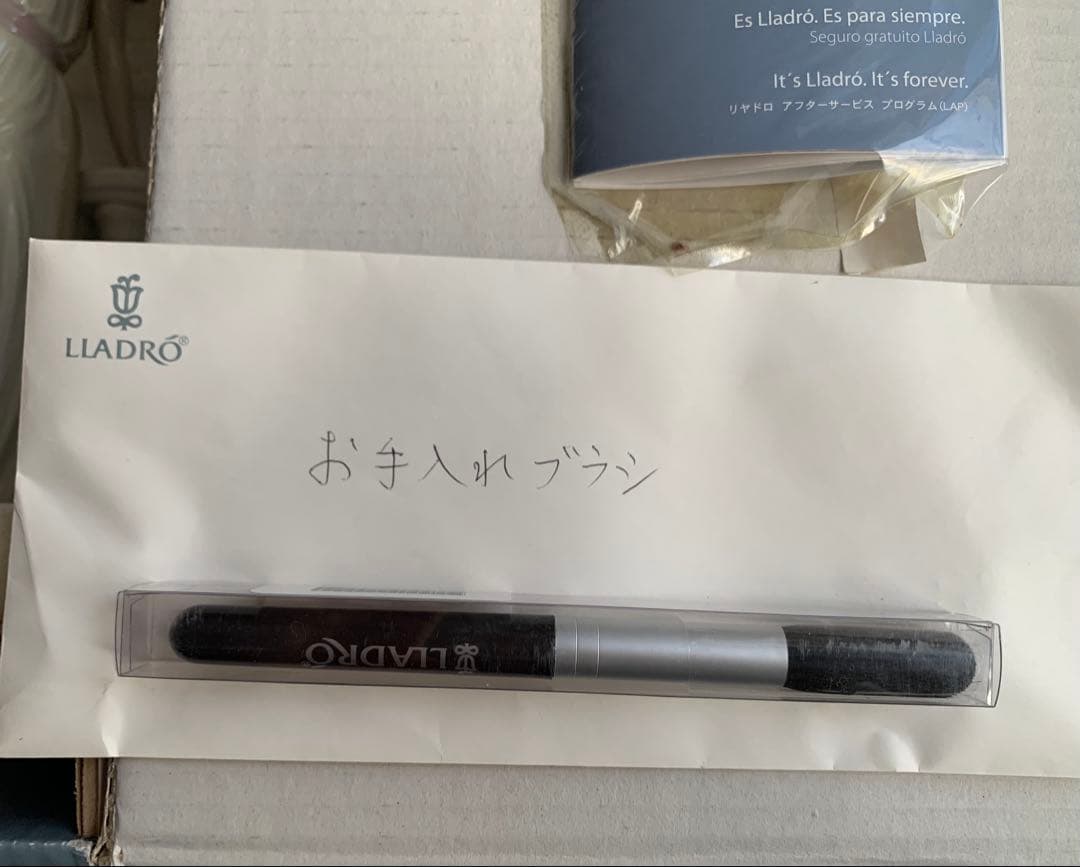 Es Lladró. Es para siempre.
Seguro gratuito Lladró
It´s Lladró. It´s forever.
リヤドロ アフターサービス プログラム(LAP)
LLADRÓ®
お手入れブラシ
LLADRÓ